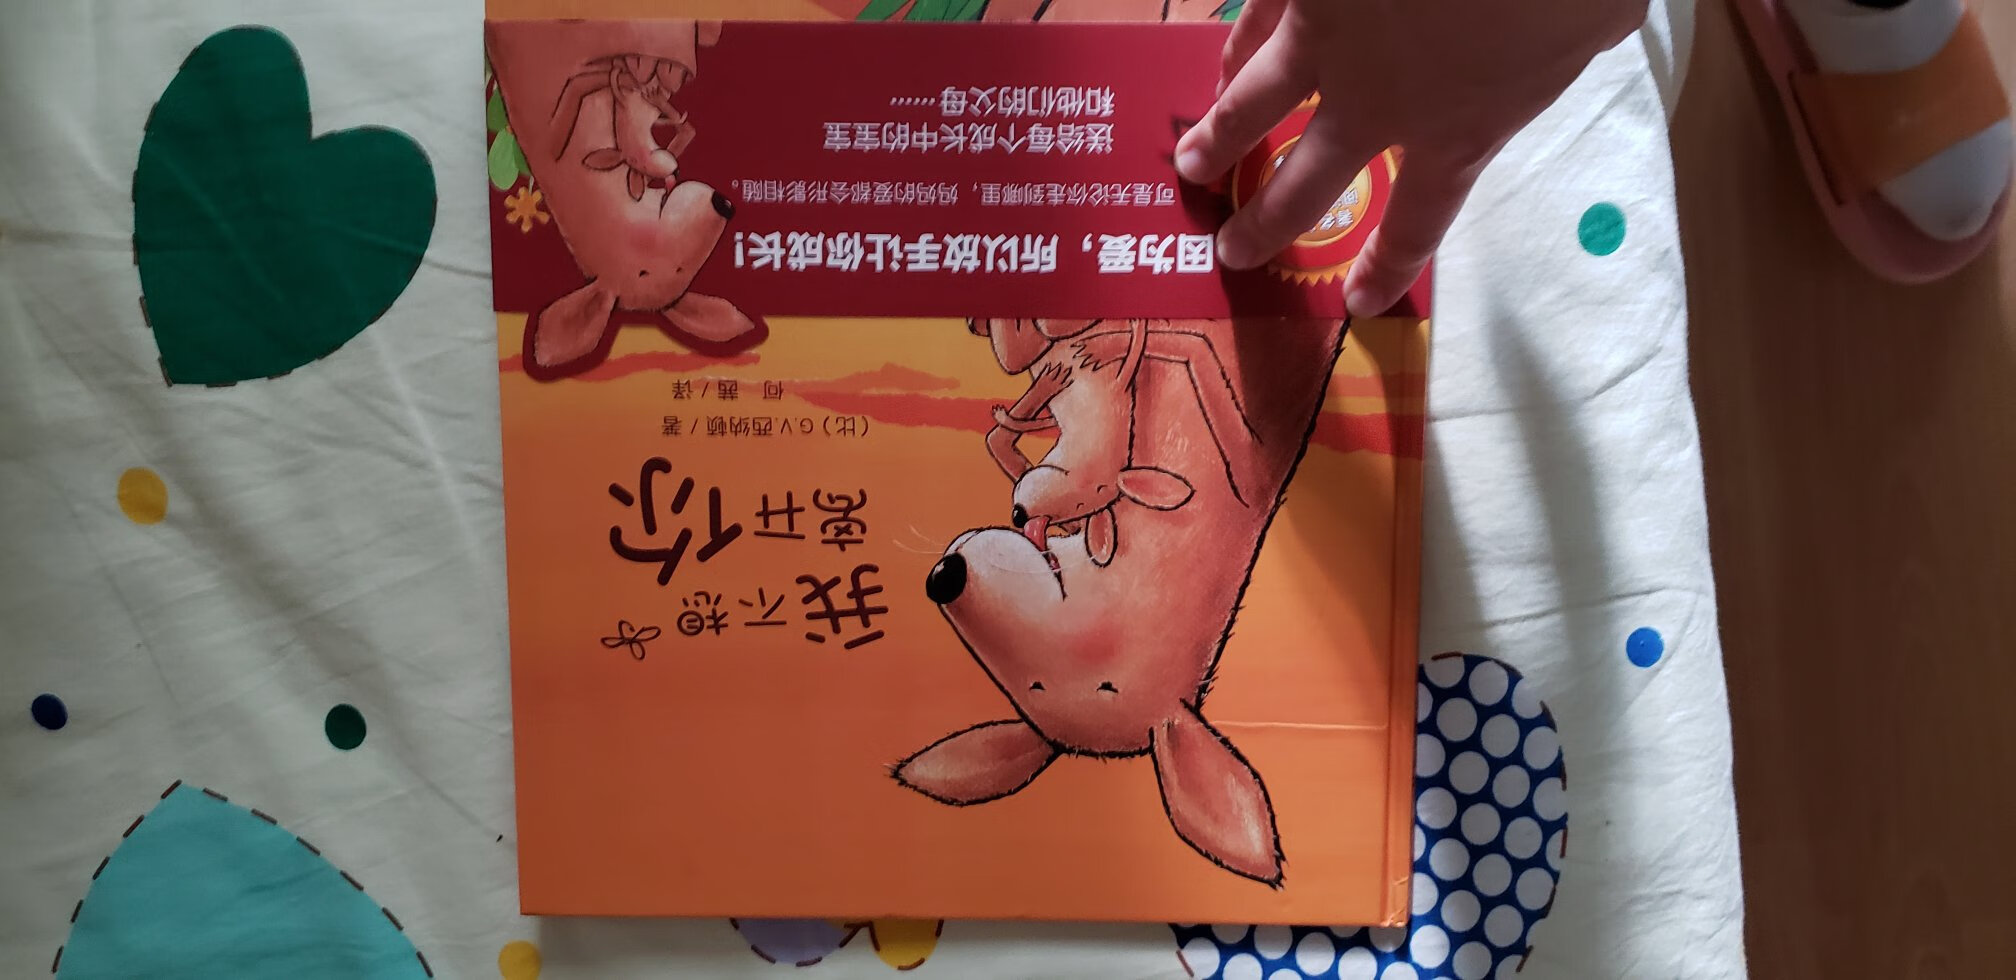 我不想
离开你
（比）G.V.西纳顿 / 著
何 茜 / 译
因为爱，所以放手让你成长!
可是无论你走到哪里，妈妈的爱都会形影相随。
送给每个成长中的宝宝
和他们的父母……